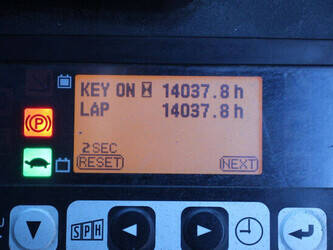 KEY ON 14037.8 h
LAP 14037.8 h
2 SEC
RESET NEXT
P
SPH